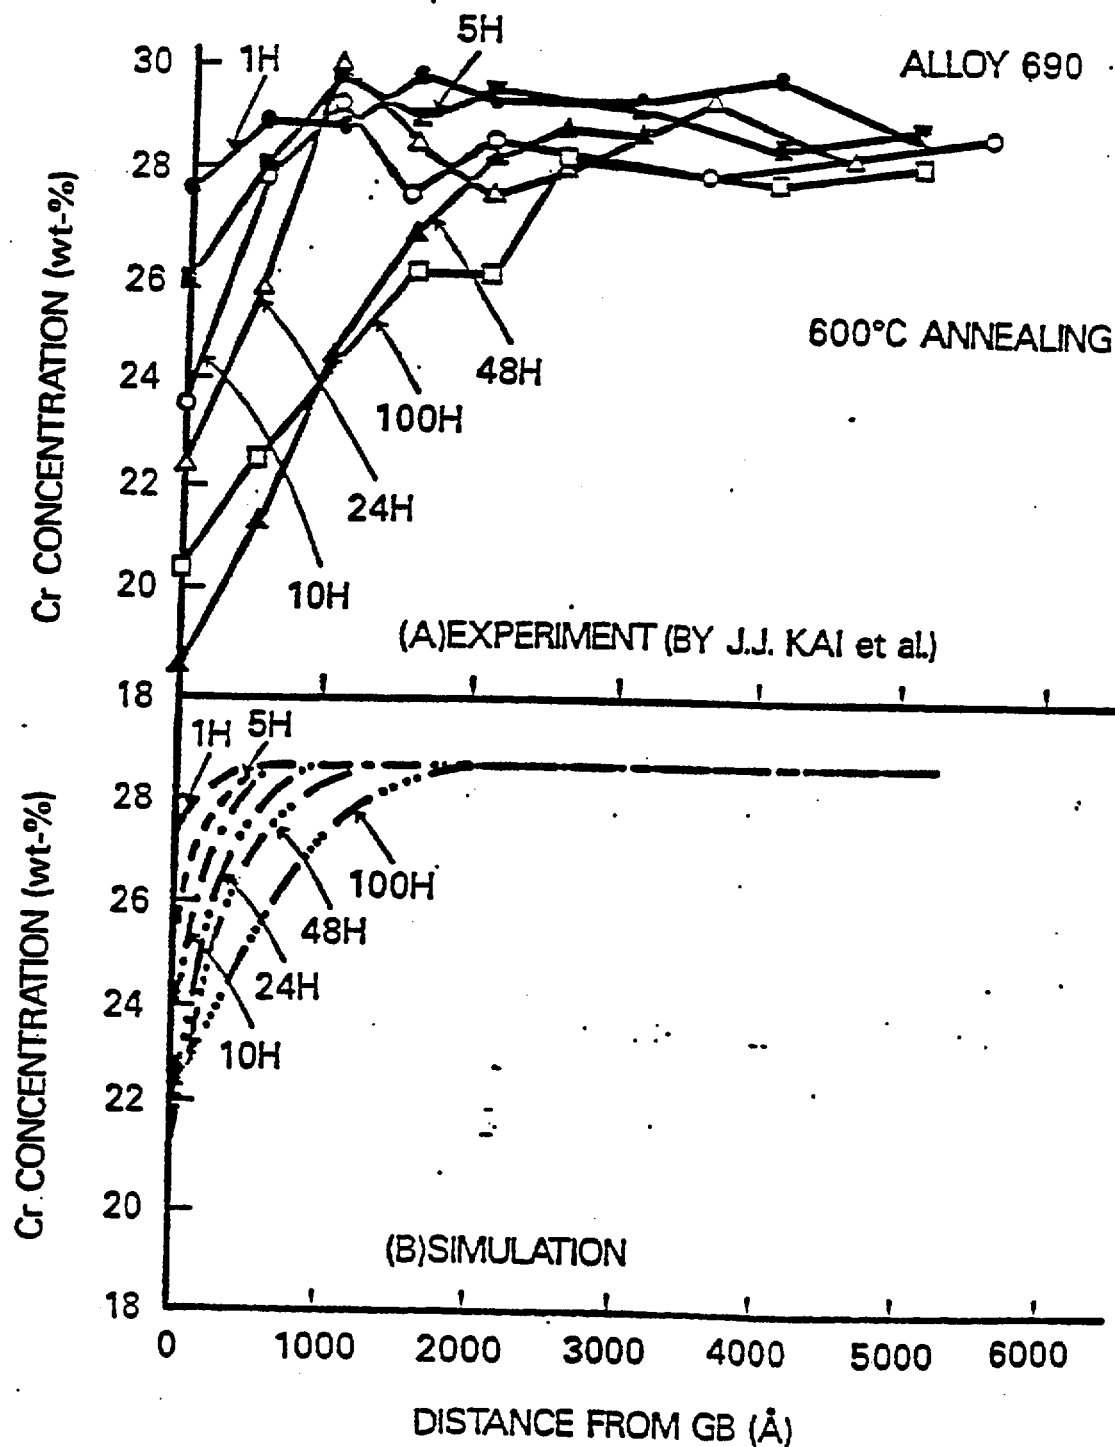 5H
30
1H
ALLOY 690
28
Cr CONCENTRATION (wt-%)
26
600°C ANNEALING
48H
24
100H
22
24H
20
10H
(A)EXPERIMENT (BY J.J. KAI et al.)
18
1H
5H
28
Cr CONCENTRATION (wt-%)
100H
26
48H
24H
24
10H
22
20
(B)SIMULATION
18
0
1000
2000
3000
4000
5000
6000
DISTANCE FROM GB (Å)